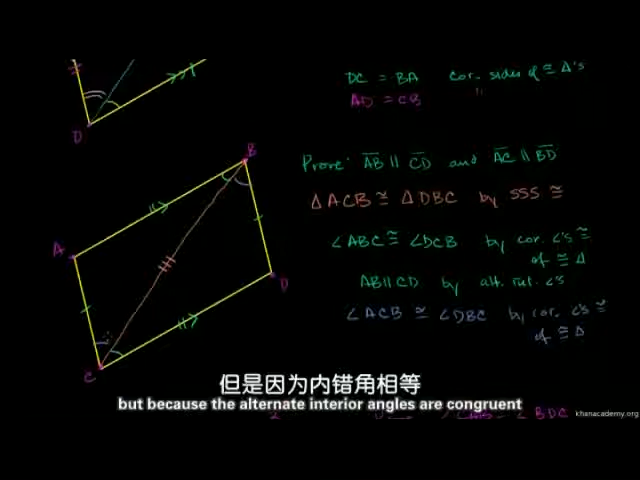 DC = BA cor. sides of ≅ Δ's
AD = CB
D
B
Prove: AB || CD and AC || BD
ΔACB ≅ ΔDBC by SSS ≅
∠ABC ≅ ∠DCB by cor. ∠'s ≅
of ≅ Δ
A
D
AB || CD by alt. int. ∠'s
∠ACB ≅ ∠DBC by cor. ∠'s ≅
of ≅ Δ
C
但是因为内错角相等
but because the alternate interior angles are congruent
BDC
khanacademy.org